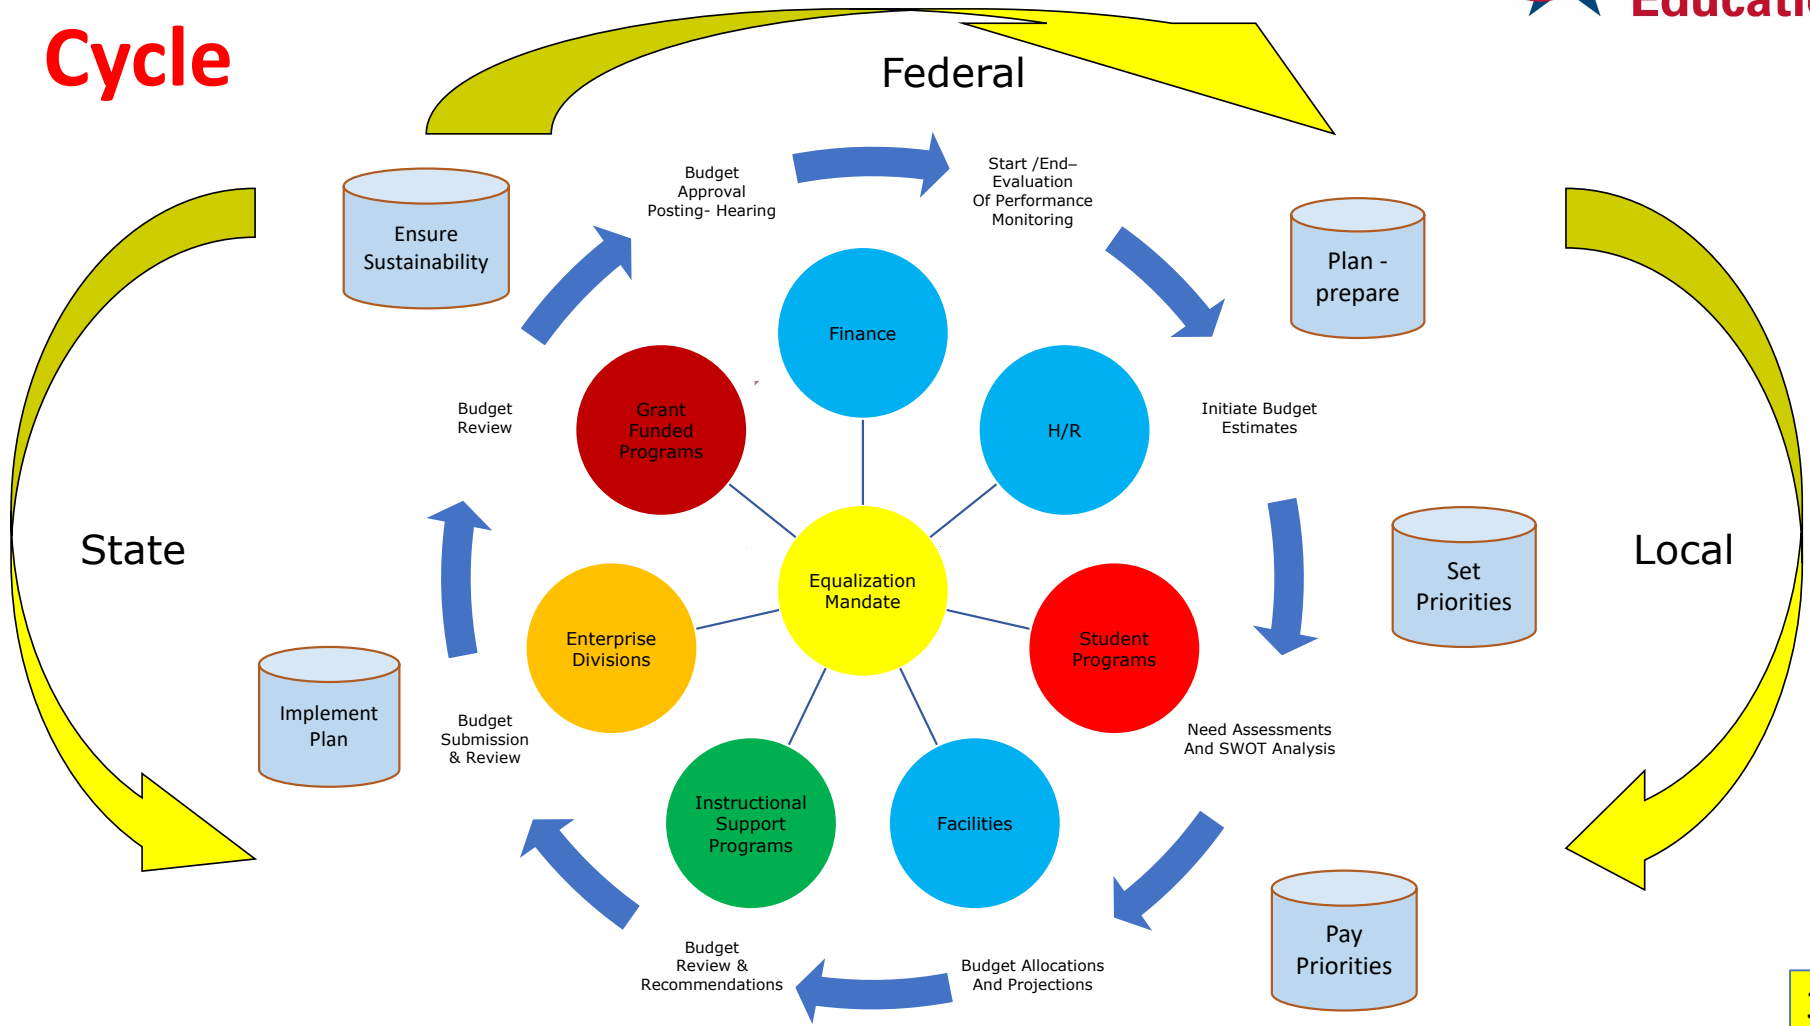 Cycle
Federal
Budget
Approval
Posting- Hearing
Start /End–
Evaluation
Of Performance
Monitoring
Ensure
Sustainability
Plan -
prepare
Finance
Grant
Funded
Programs
H/R
Budget
Review
Initiate Budget
Estimates
State
Local
Equalization
Mandate
Set
Priorities
Enterprise
Divisions
Student
Programs
Implement
Plan
Budget
Submission
& Review
Need Assessments
And SWOT Analysis
Instructional
Support
Programs
Facilities
Pay
Priorities
Budget
Review &
Recommendations
Budget Allocations
And Projections